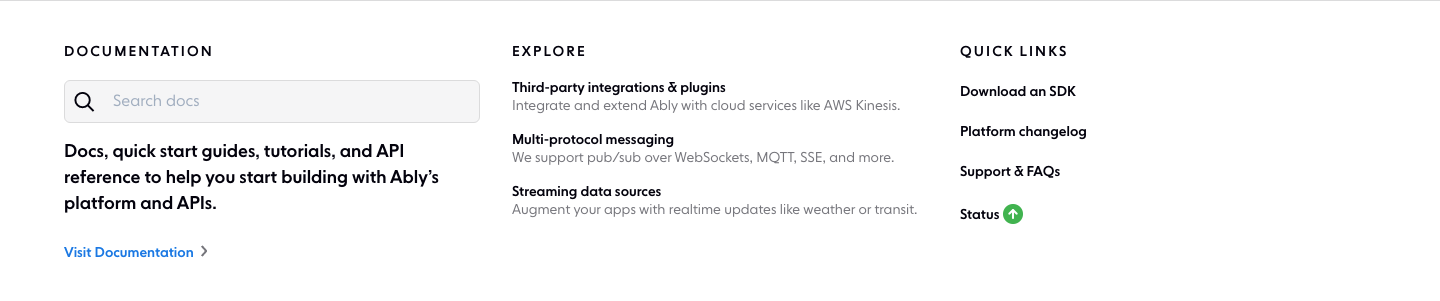 DOCUMENTATION
Search docs
Docs, quick start guides, tutorials, and API
reference to help you start building with Ably’s
platform and APIs.
Visit Documentation
EXPLORE
Third-party integrations & plugins
Integrate and extend Ably with cloud services like AWS Kinesis.
Multi-protocol messaging
We support pub/sub over WebSockets, MQTT, SSE, and more.
Streaming data sources
Augment your apps with realtime updates like weather or transit.
QUICK LINKS
Download an SDK
Platform changelog
Support & FAQs
Status